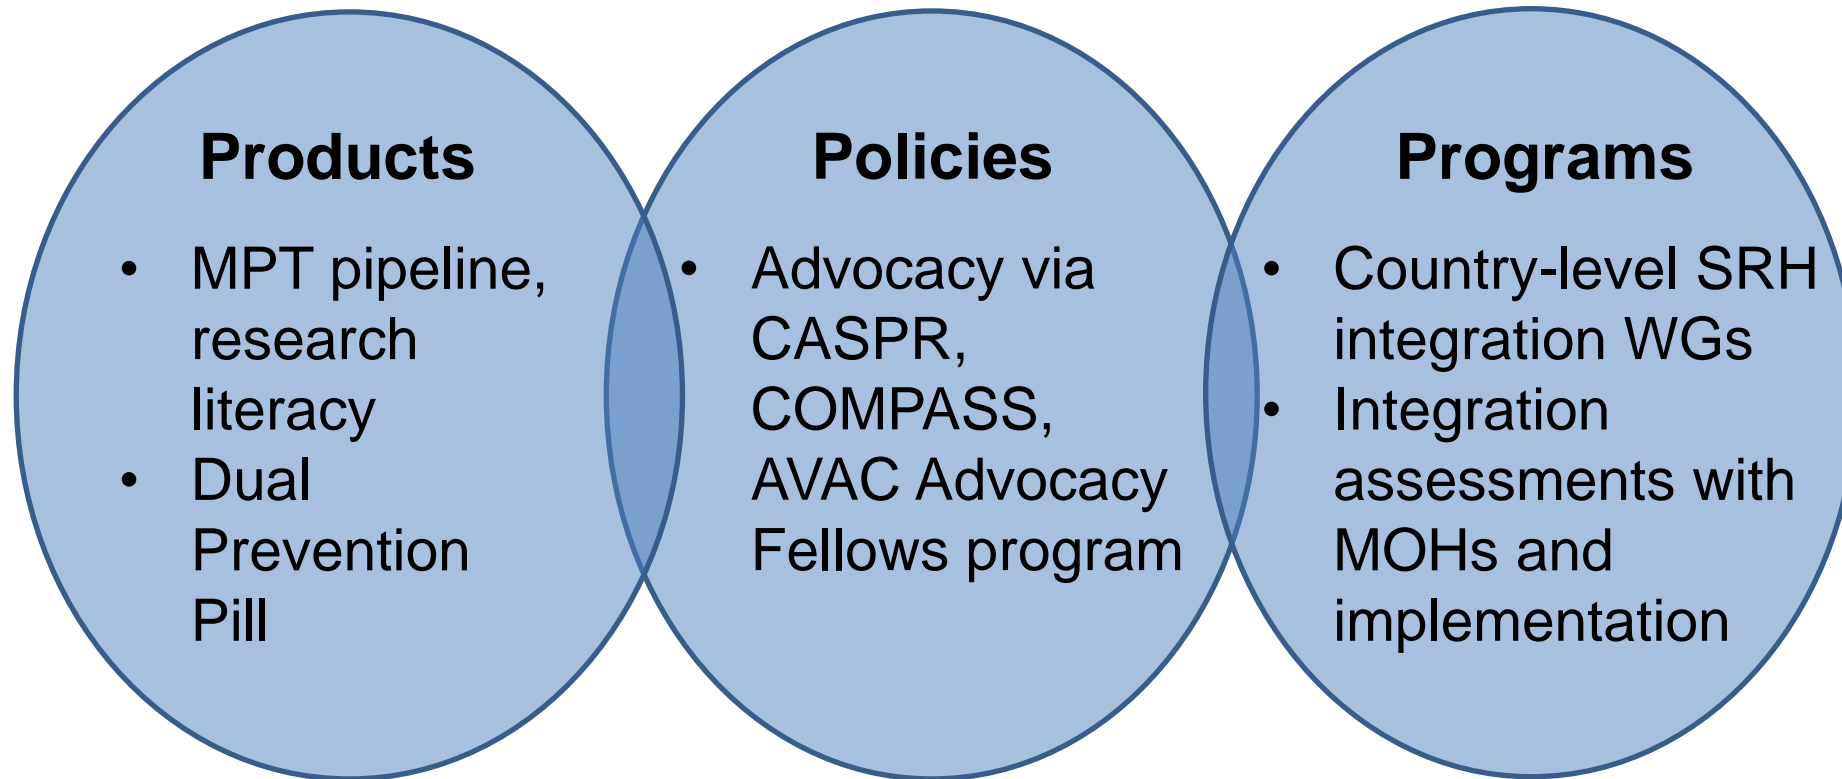 Products
• MPT pipeline,
research
literacy
• Dual
Prevention
Pill
Policies
• Advocacy via
CASPR,
COMPASS,
AVAC Advocacy
Fellows program
Programs
• Country-level SRH
integration WGs
• Integration
assessments with
MOHs and
implementation